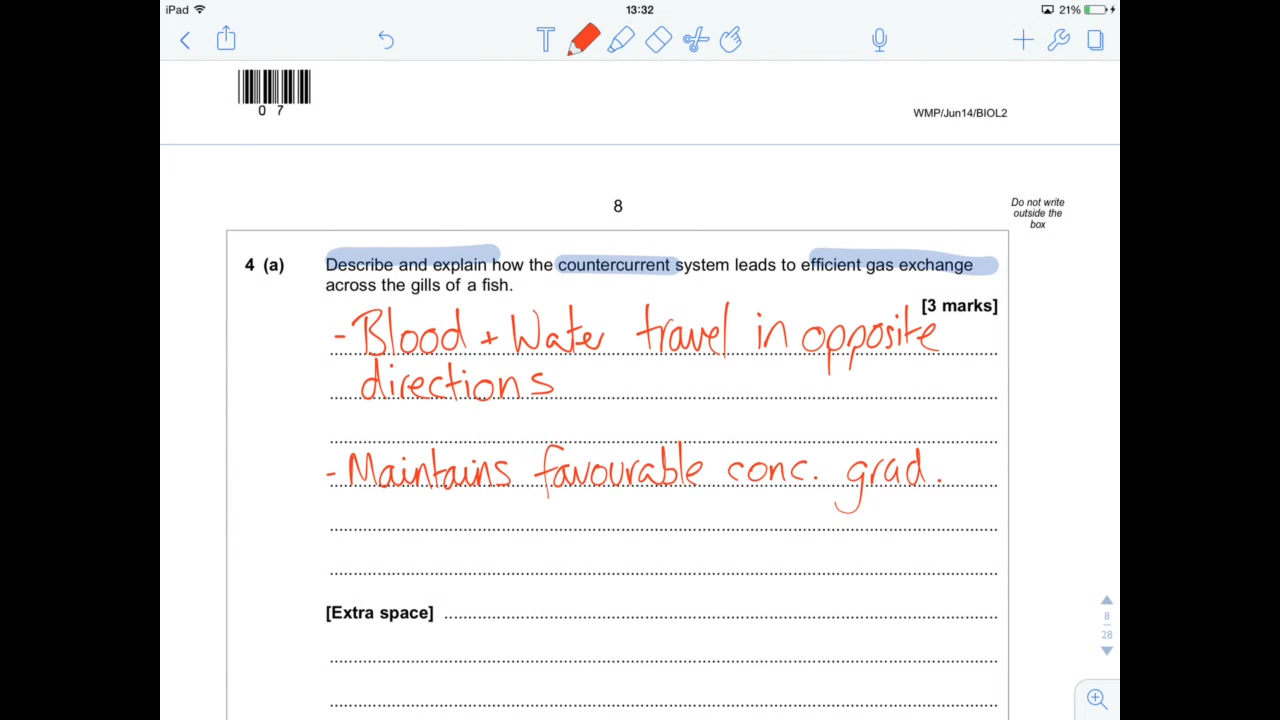 iPad 13:32 21%
T
0 7
WMP/Jun14/BIOL2
8
Do not write
outside the
box
4 (a) Describe and explain how the countercurrent system leads to efficient gas exchange
across the gills of a fish.
[3 marks]
- Blood + Water travel in opposite
directions
- Maintains favourable conc. grad.
[Extra space]
8
28